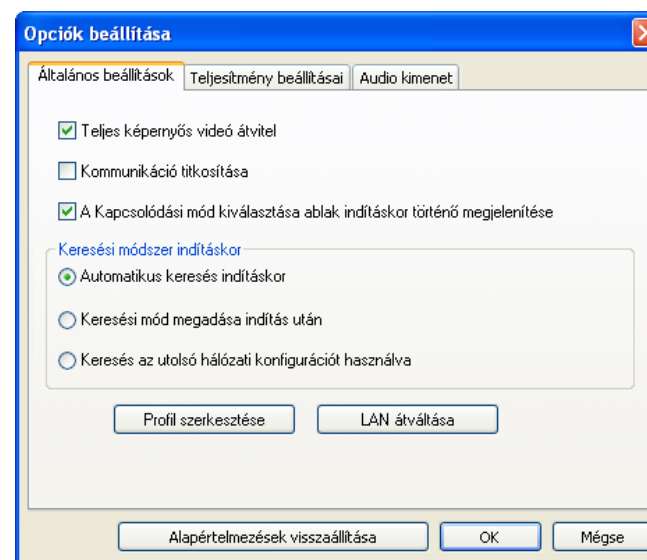 Opciók beállítása
Általános beállítások
Teljesítmény beállításai
Audio kimenet
Teljes képernyős videó átvitel
Kommunikáció titkosítása
A Kapcsolódási mód kiválasztása ablak indításkor történő megjelenítése
Keresési módszer indításkor
Automatikus keresés indításkor
Keresési mód megadása indítás után
Keresés az utolsó hálózati konfigurációt használva
Profil szerkesztése
LAN átváltása
Alapértelmezések visszaállítása
OK
Mégse